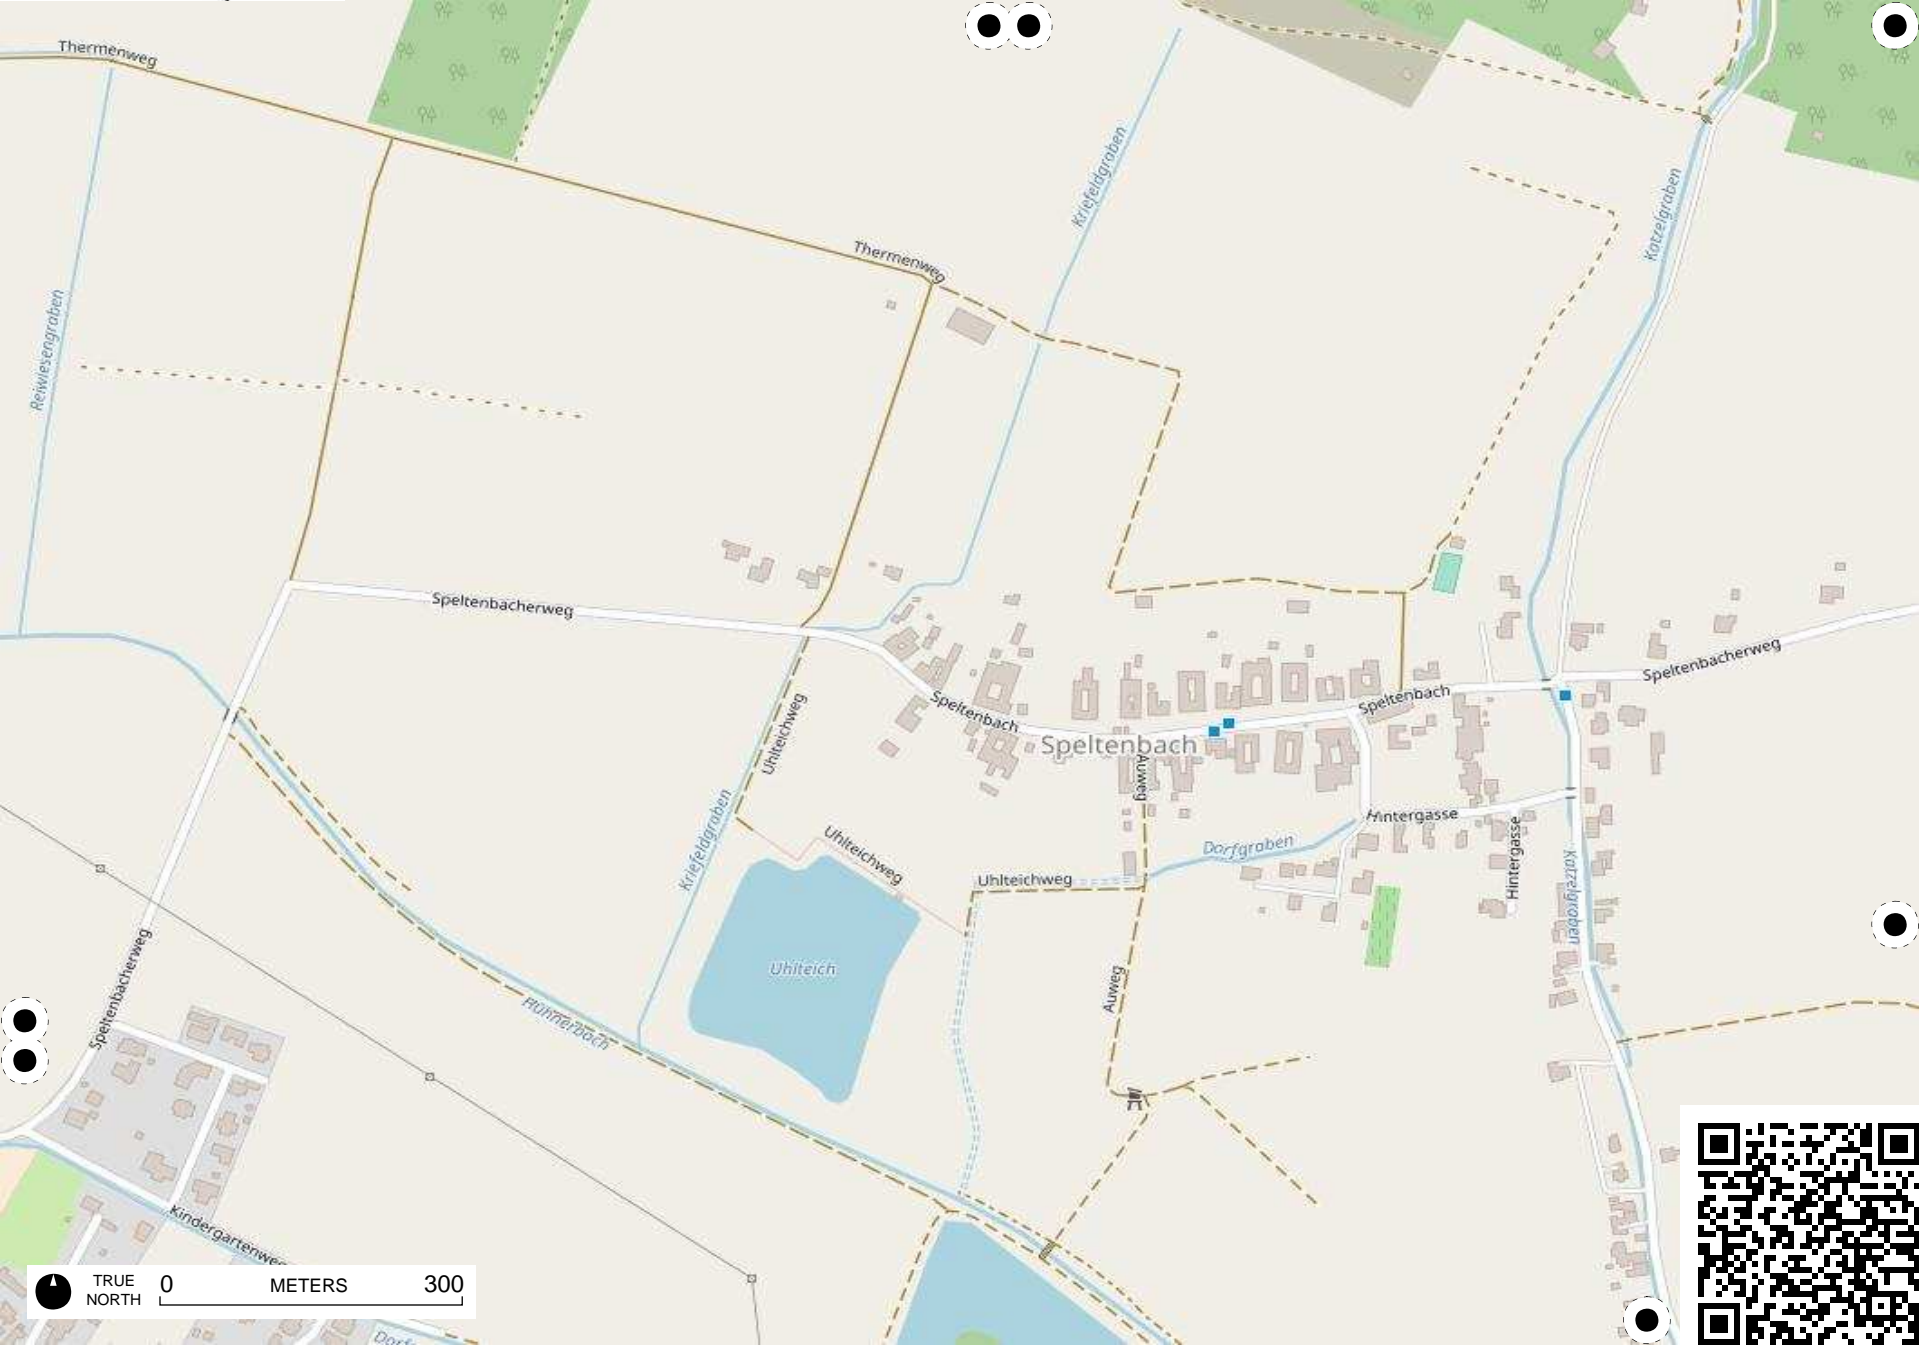 Thermenweg
Thermenweg
Kriefeldgraben
Katzelgraben
Reiwiesengraben
Speltenbacherweg
Speltenbacherweg
Speltenbach
Speltenbach
Speltenbach
Uhlteichweg
Auweg
Hintergasse
Hintergasse
Kriefeldgraben
Uhlteichweg
Dorfgraben
Uhlteichweg
Katzelgraben
Uhlteich
Auweg
Speltenbacherweg
Hühnerbach
Kindergartenweg
TRUE NORTH
0 METERS 300